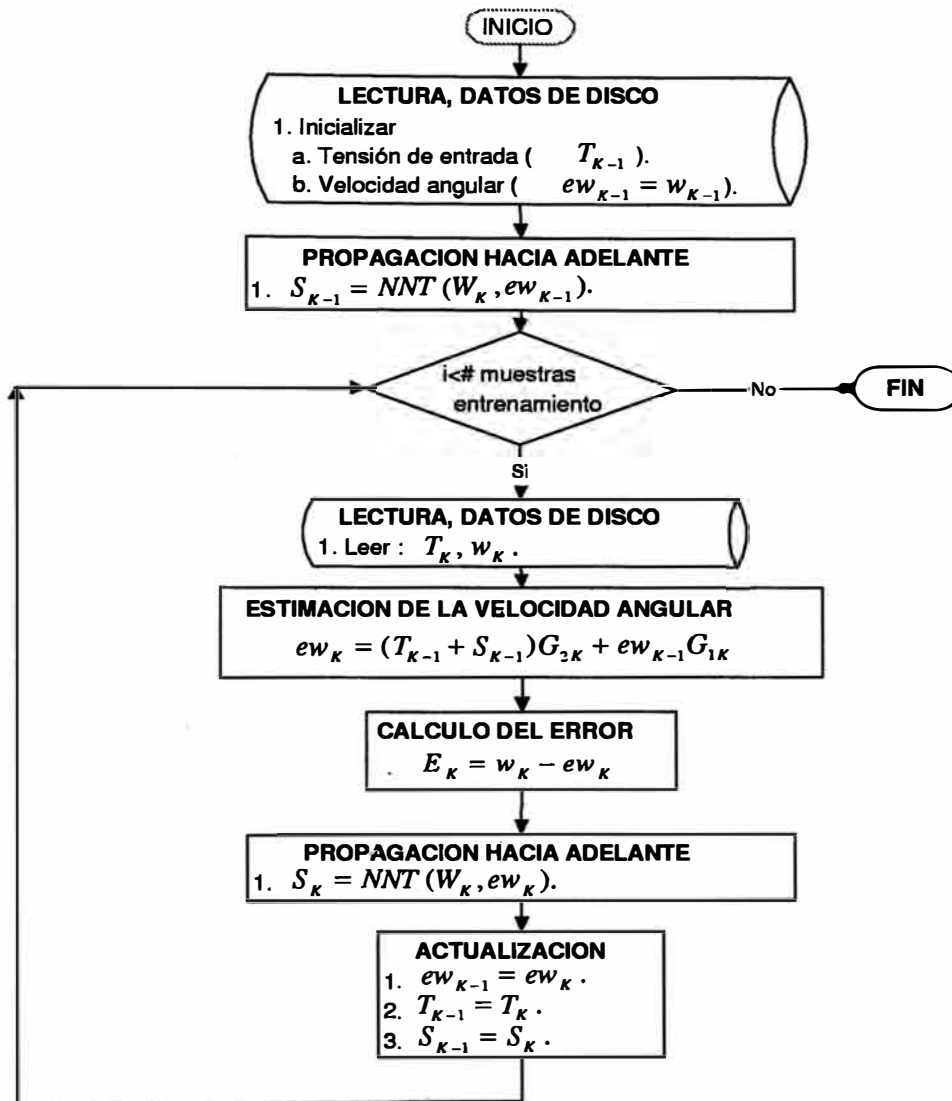 INICIO
LECTURA, DATOS DE DISCO
1. Inicializar
a. Tensión de entrada ( T_{K-1} ).
b. Velocidad angular ( ew_{K-1} = w_{K-1}).
PROPAGACION HACIA ADELANTE
1. S_{K-1} = NNT (W_K, ew_{K-1}).
i<# muestras
entrenamiento
No
FIN
Si
LECTURA, DATOS DE DISCO
1. Leer : T_K, w_K.
ESTIMACION DE LA VELOCIDAD ANGULAR
ew_K = (T_{K-1} + S_{K-1})G_{2K} + ew_{K-1}G_{1K}
CALCULO DEL ERROR
E_K = w_K - ew_K
PROPAGACION HACIA ADELANTE
1. S_K = NNT (W_K, ew_K).
ACTUALIZACION
1. ew_{K-1} = ew_K.
2. T_{K-1} = T_K.
3. S_{K-1} = S_K.